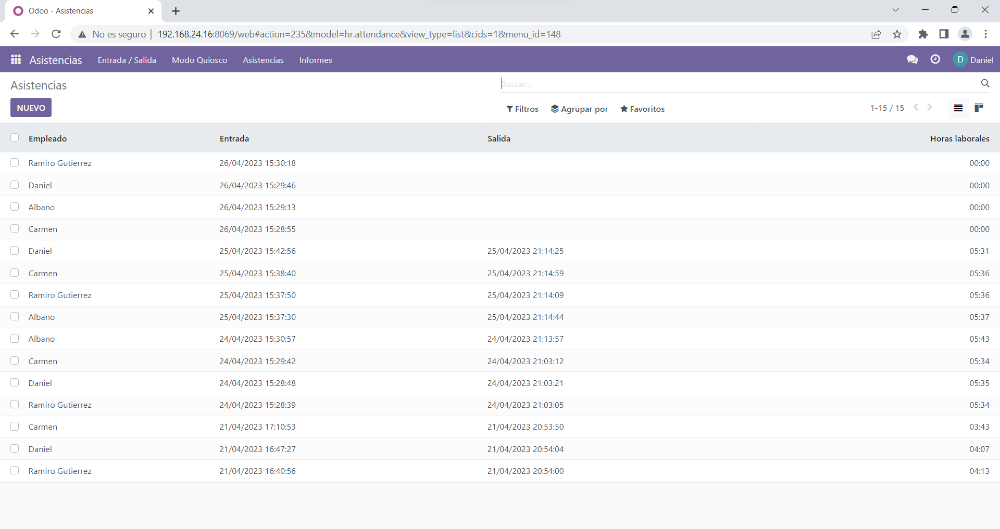 Odoo - Asistencias
No es seguro 192.168.24.16:8069/web#action=235&model=hr.attendance&view_type=list&cids=1&menu_id=148
Asistencias Entrada / Salida Modo Quiosco Asistencias Informes D Daniel
Asistencias Buscar...
NUEVO Filtros Agrupar por Favoritos 1-15 / 15
Empleado Entrada Salida Horas laborales
Ramiro Gutierrez 26/04/2023 15:30:18 00:00
Daniel 26/04/2023 15:29:46 00:00
Albano 26/04/2023 15:29:13 00:00
Carmen 26/04/2023 15:28:55 00:00
Daniel 25/04/2023 15:42:56 25/04/2023 21:14:25 05:31
Carmen 25/04/2023 15:38:40 25/04/2023 21:14:59 05:36
Ramiro Gutierrez 25/04/2023 15:37:50 25/04/2023 21:14:09 05:36
Albano 25/04/2023 15:37:30 25/04/2023 21:14:44 05:37
Albano 24/04/2023 15:30:57 24/04/2023 21:13:57 05:43
Carmen 24/04/2023 15:29:42 24/04/2023 21:03:12 05:34
Daniel 24/04/2023 15:28:48 24/04/2023 21:03:21 05:35
Ramiro Gutierrez 24/04/2023 15:28:39 24/04/2023 21:03:05 05:34
Carmen 21/04/2023 17:10:53 21/04/2023 20:53:50 03:43
Daniel 21/04/2023 16:47:27 21/04/2023 20:54:04 04:07
Ramiro Gutierrez 21/04/2023 16:40:56 21/04/2023 20:54:00 04:13